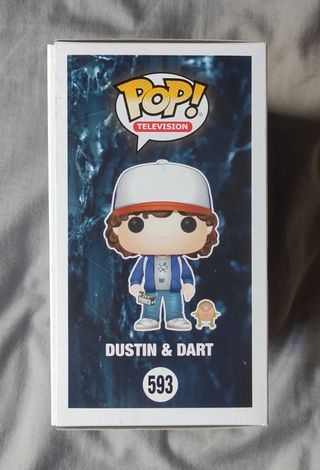 POP!
TELEVISION
DUSTIN & DART
593